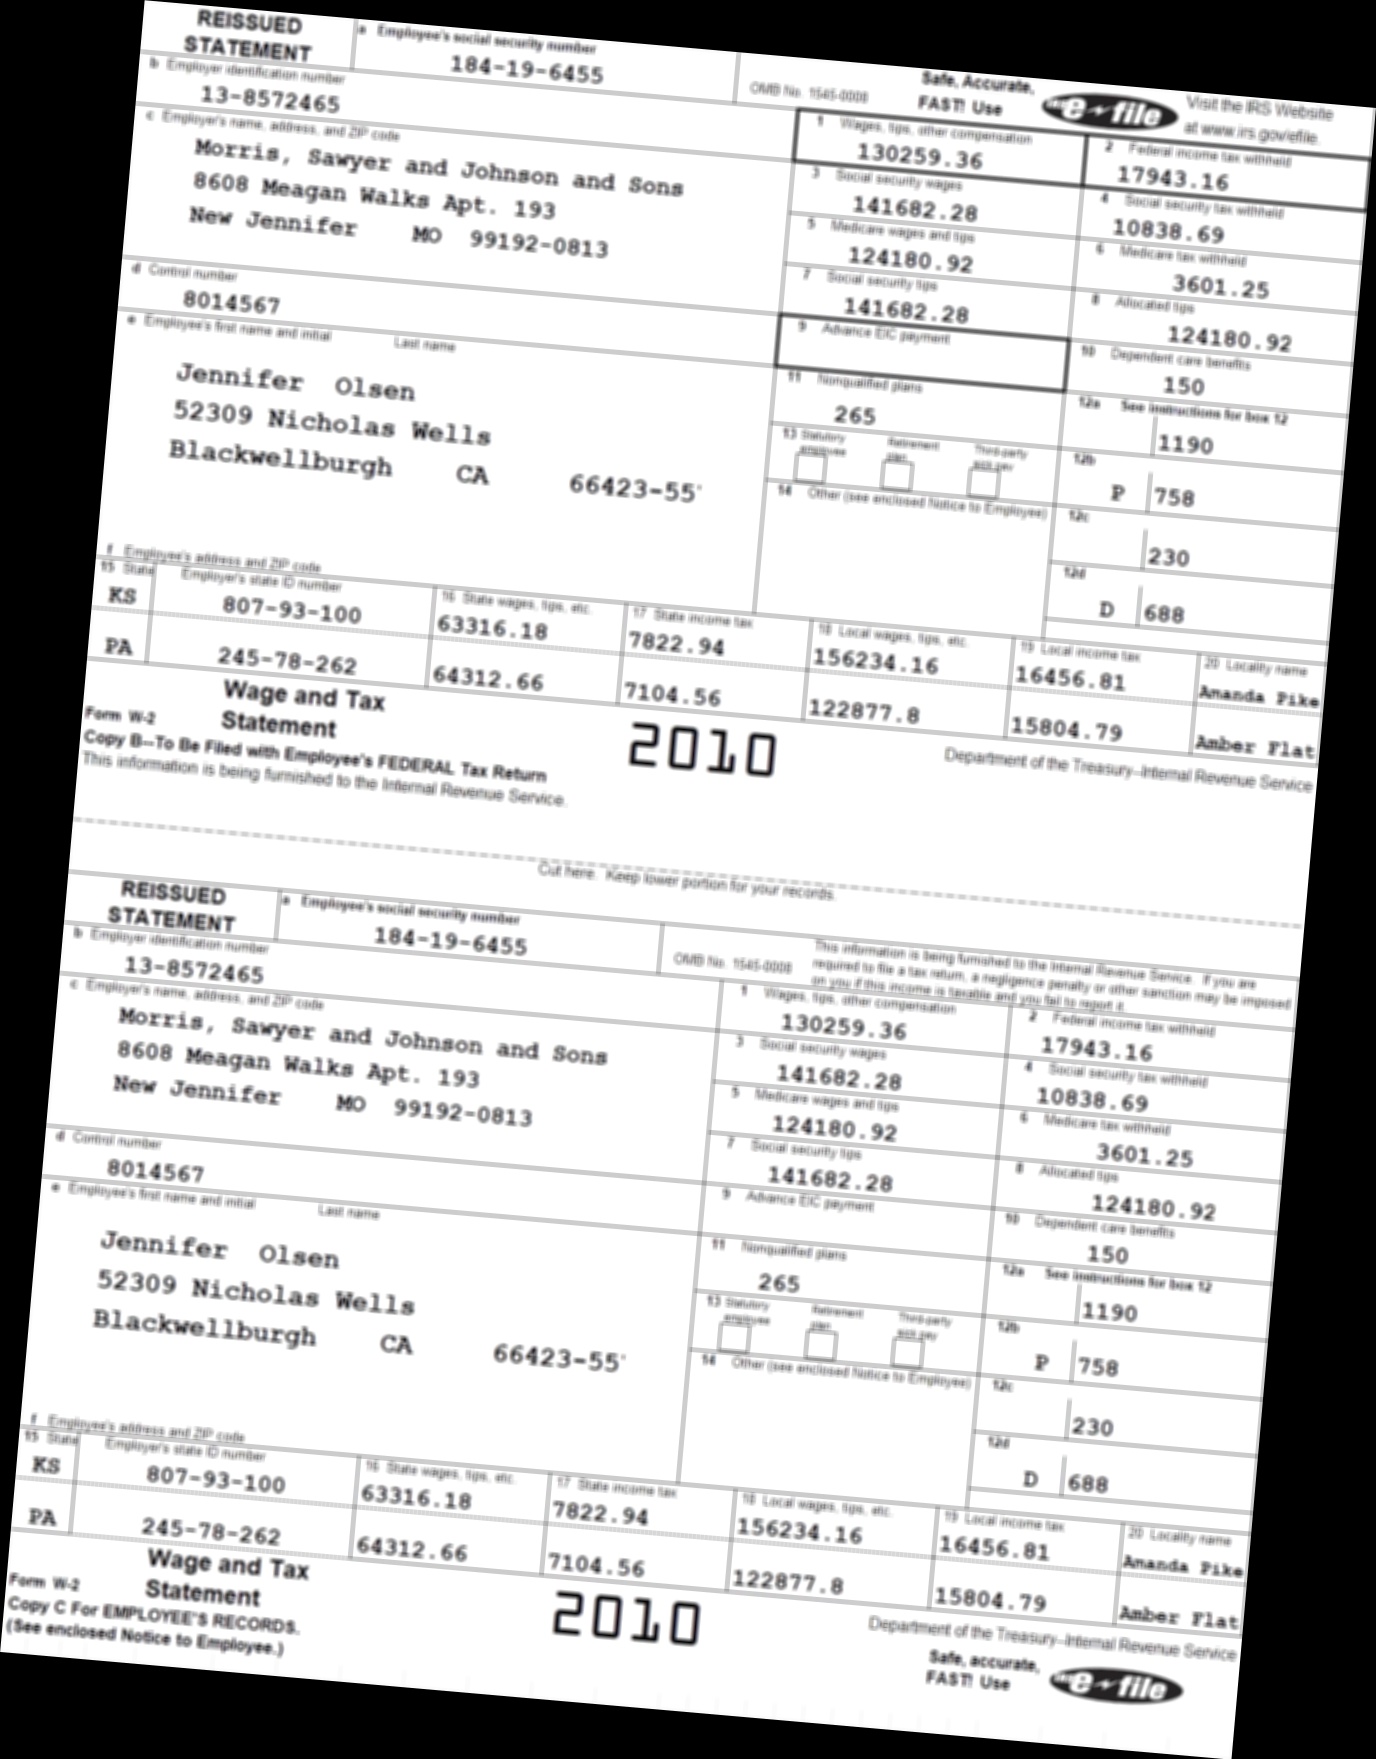 REISSUED STATEMENT
a Employee's social security number
184-19-6455
OMB No. 1545-0008
Safe, Accurate, FAST! Use
IRS e-file
Visit the IRS Website at www.irs.gov/efile.
b Employer identification number
13-8572465
1 Wages, tips, other compensation
130259.36
2 Federal income tax withheld
17943.16
c Employer's name, address, and ZIP code
Morris, Sawyer and Johnson and Sons
8608 Meagan Walks Apt. 193
New Jennifer MO 99192-0813
3 Social security wages
141682.28
4 Social security tax withheld
10838.69
5 Medicare wages and tips
124180.92
6 Medicare tax withheld
3601.25
d Control number
8014567
7 Social security tips
141682.28
8 Allocated tips
124180.92
e Employee's first name and initial Last name
Jennifer Olsen
52309 Nicholas Wells
Blackwellburgh CA 66423-55
9 Advance EIC payment
10 Dependent care benefits
150
11 Nonqualified plans
265
12a See instructions for box 12
1190
13 Statutory employee Retirement plan Third-party sick pay
12b
P 758
14 Other (see enclosed Notice to Employee)
12c
230
12d
D 688
f Employee's address and ZIP code
15 State Employer's state ID number
16 State wages, tips, etc.
17 State income tax
18 Local wages, tips, etc.
19 Local income tax
20 Locality name
KS 807-93-100 63316.18 7822.94 156234.16 16456.81 Amanda Pike
PA 245-78-262 64312.66 7104.56 122877.8 15804.79 Amber Flat
Form W-2 Wage and Tax Statement
2010
Department of the Treasury--Internal Revenue Service
Copy B--To Be Filed with Employee's FEDERAL Tax Return
This information is being furnished to the Internal Revenue Service.
Cut here. Keep lower portion for your records.
REISSUED STATEMENT
a Employee's social security number
184-19-6455
OMB No. 1545-0008
This information is being furnished to the Internal Revenue Service. If you are
required to file a tax return, a negligence penalty or other sanction may be imposed
on you if this income is taxable and you fail to report it.
b Employer identification number
13-8572465
1 Wages, tips, other compensation
130259.36
2 Federal income tax withheld
17943.16
c Employer's name, address, and ZIP code
Morris, Sawyer and Johnson and Sons
8608 Meagan Walks Apt. 193
New Jennifer MO 99192-0813
3 Social security wages
141682.28
4 Social security tax withheld
10838.69
5 Medicare wages and tips
124180.92
6 Medicare tax withheld
3601.25
d Control number
8014567
7 Social security tips
141682.28
8 Allocated tips
124180.92
e Employee's first name and initial Last name
Jennifer Olsen
52309 Nicholas Wells
Blackwellburgh CA 66423-55
9 Advance EIC payment
10 Dependent care benefits
150
11 Nonqualified plans
265
12a See instructions for box 12
1190
13 Statutory employee Retirement plan Third-party sick pay
12b
P 758
14 Other (see enclosed Notice to Employee)
12c
230
12d
D 688
f Employee's address and ZIP code
15 State Employer's state ID number
16 State wages, tips, etc.
17 State income tax
18 Local wages, tips, etc.
19 Local income tax
20 Locality name
KS 807-93-100 63316.18 7822.94 156234.16 16456.81 Amanda Pike
PA 245-78-262 64312.66 7104.56 122877.8 15804.79 Amber Flat
Form W-2 Wage and Tax Statement
2010
Department of the Treasury--Internal Revenue Service
Copy C For EMPLOYEE'S RECORDS.
(See enclosed Notice to Employee.)
Safe, accurate, FAST! Use
IRS e-file